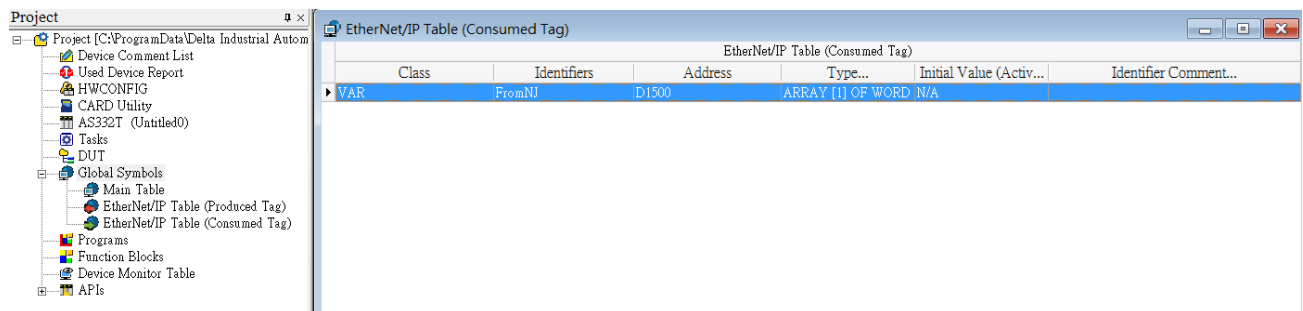 Project
Project [C:\ProgramData\Delta Industrial Autom
Device Comment List
Used Device Report
HWCONFIG
CARD Utility
AS332T (Untitled0)
Tasks
DUT
Global Symbols
Main Table
EtherNet/IP Table (Produced Tag)
EtherNet/IP Table (Consumed Tag)
Programs
Function Blocks
Device Monitor Table
APIs
EtherNet/IP Table (Consumed Tag)
EtherNet/IP Table (Consumed Tag)
Class Identifiers Address Type... Initial Value (Activ... Identifier Comment...
VAR FromNJ D1500 ARRAY [1] OF WORD N/A